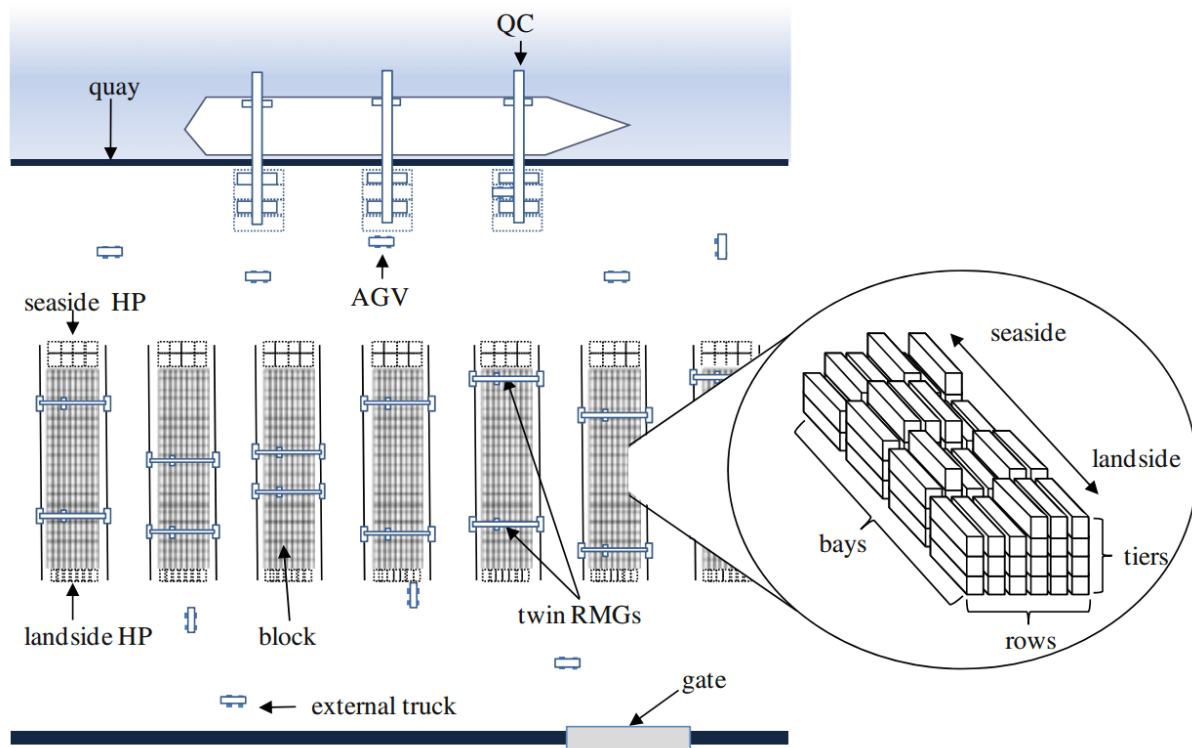 QC
quay
AGV
seaside HP
seaside
landside
bays
tiers
rows
landside HP
block
twin RMGs
gate
external truck